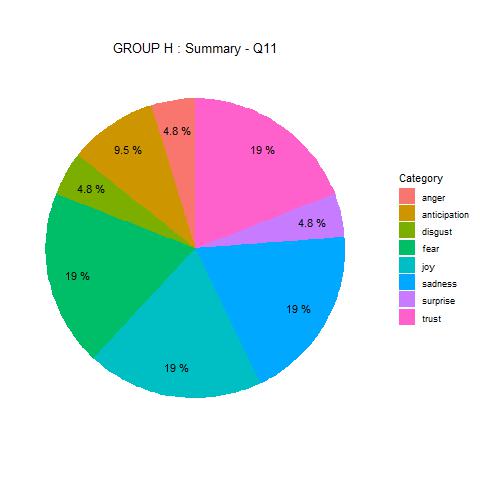 GROUP H : Summary - Q11
4.8 %
9.5 %
19 %
4.8 %
4.8 %
19 %
19 %
19 %
Category
anger
anticipation
disgust
fear
joy
sadness
surprise
trust